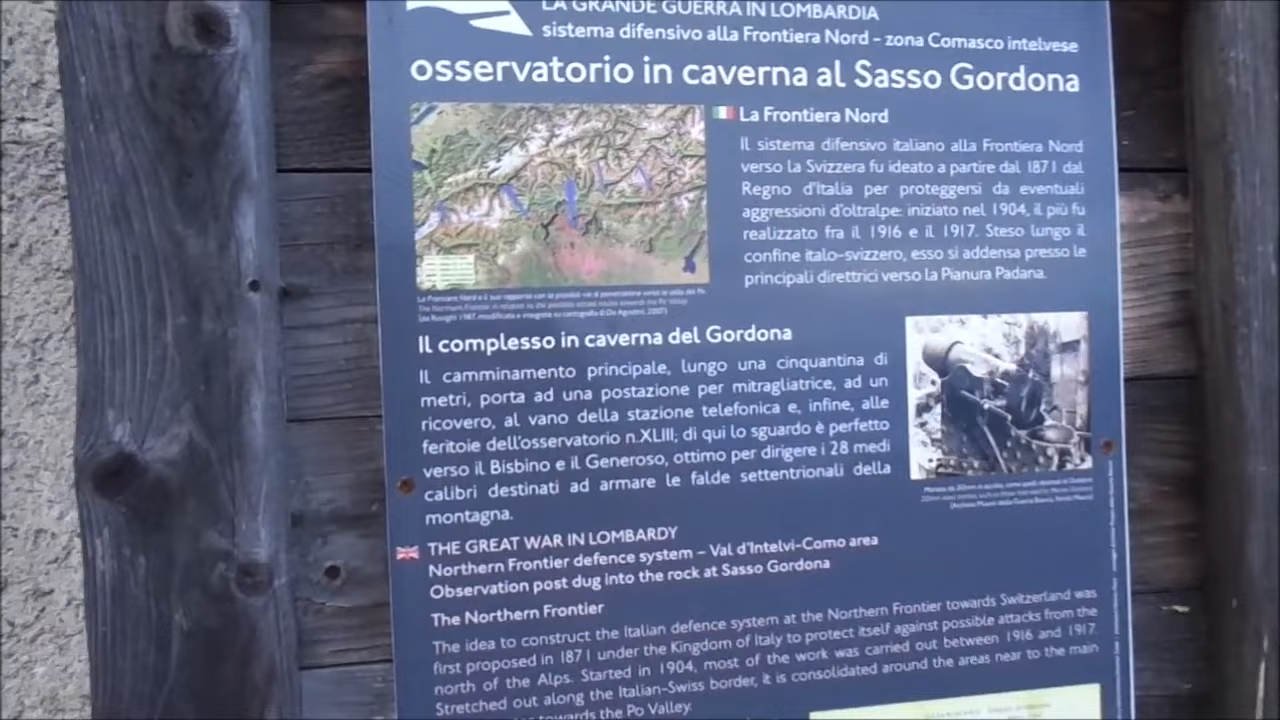 LA GRANDE GUERRA IN LOMBARDIA
sistema difensivo alla Frontiera Nord - zona Comasco intelvese
osservatorio in caverna al Sasso Gordona
La Frontiera Nord
Il sistema difensivo italiano alla Frontiera Nord
verso la Svizzera fu ideato a partire dal 1871 dal
Regno d'Italia per proteggersi da eventuali
aggressioni d'oltralpe: iniziato nel 1904, il più fu
realizzato fra il 1916 e il 1917. Steso lungo il
confine italo-svizzero, esso si addensa presso le
principali direttrici verso la Pianura Padana.
Il complesso in caverna del Gordona
Il camminamento principale, lungo una cinquantina di
metri, porta ad una postazione per mitragliatrice, ad un
ricovero, al vano della stazione telefonica e, infine, alle
feritoie dell'osservatorio n.XLIII; di qui lo sguardo è perfetto
verso il Bisbino e il Generoso, ottimo per dirigere i 28 medi
calibri destinati ad armare le falde settentrionali della
montagna.
THE GREAT WAR IN LOMBARDY
Northern Frontier defence system – Val d'Intelvi-Como area
Observation post dug into the rock at Sasso Gordona
The Northern Frontier
The idea to construct the Italian defence system at the Northern Frontier towards Switzerland was
first proposed in 1871 under the Kingdom of Italy to protect itself against possible attacks from the
north of the Alps. Started in 1904, most of the work was carried out between 1916 and 1917.
Stretched out along the Italian-Swiss border, it is consolidated around the areas near to the main
towards the Po Valley.